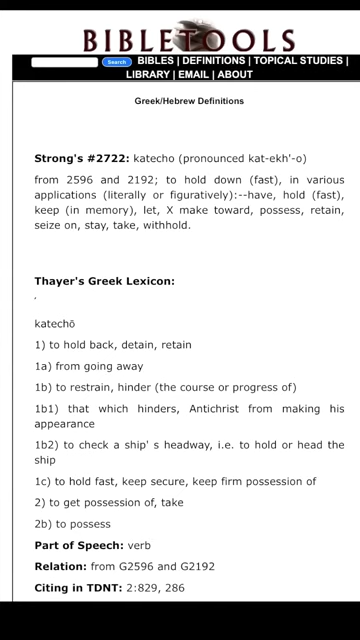 BIBLETOOLS
Search BIBLES | DEFINITIONS | TOPICAL STUDIES |
LIBRARY | EMAIL | ABOUT
Greek/Hebrew Definitions
Strong's #2722: katecho (pronounced kat-ekh'-o)
from 2596 and 2192; to hold down (fast), in various
applications (literally or figuratively):--have, hold (fast),
keep (in memory), let, X make toward, possess, retain,
seize on, stay, take, withhold.
Thayer's Greek Lexicon:
,
katechō
1) to hold back, detain, retain
1a) from going away
1b) to restrain, hinder (the course or progress of)
1b1) that which hinders, Antichrist from making his
appearance
1b2) to check a ship' s headway, i.e. to hold or head the
ship
1c) to hold fast, keep secure, keep firm possession of
2) to get possession of, take
2b) to possess
Part of Speech: verb
Relation: from G2596 and G2192
Citing in TDNT: 2:829, 286